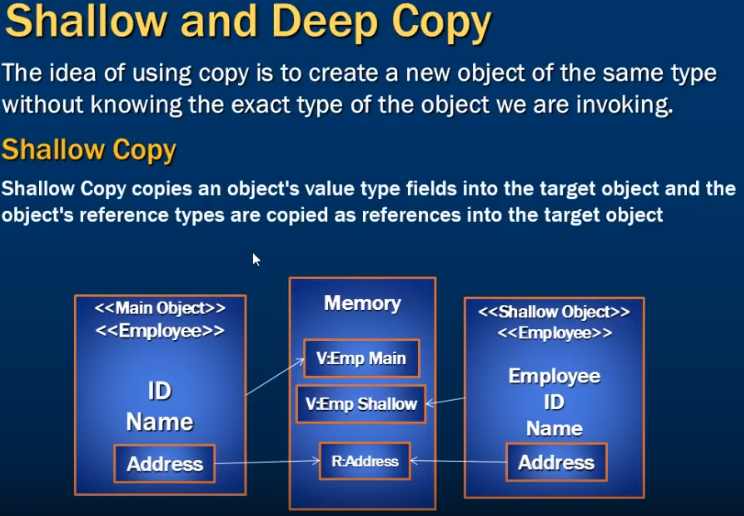 Shallow and Deep Copy
The idea of using copy is to create a new object of the same type
without knowing the exact type of the object we are invoking.
Shallow Copy
Shallow Copy copies an object's value type fields into the target object and the
object's reference types are copied as references into the target object
<<Main Object>>
<<Employee>>
ID
Name
Address
Memory
V:Emp Main
V:Emp Shallow
R:Address
<<Shallow Object>>
<<Employee>>
Employee
ID
Name
Address